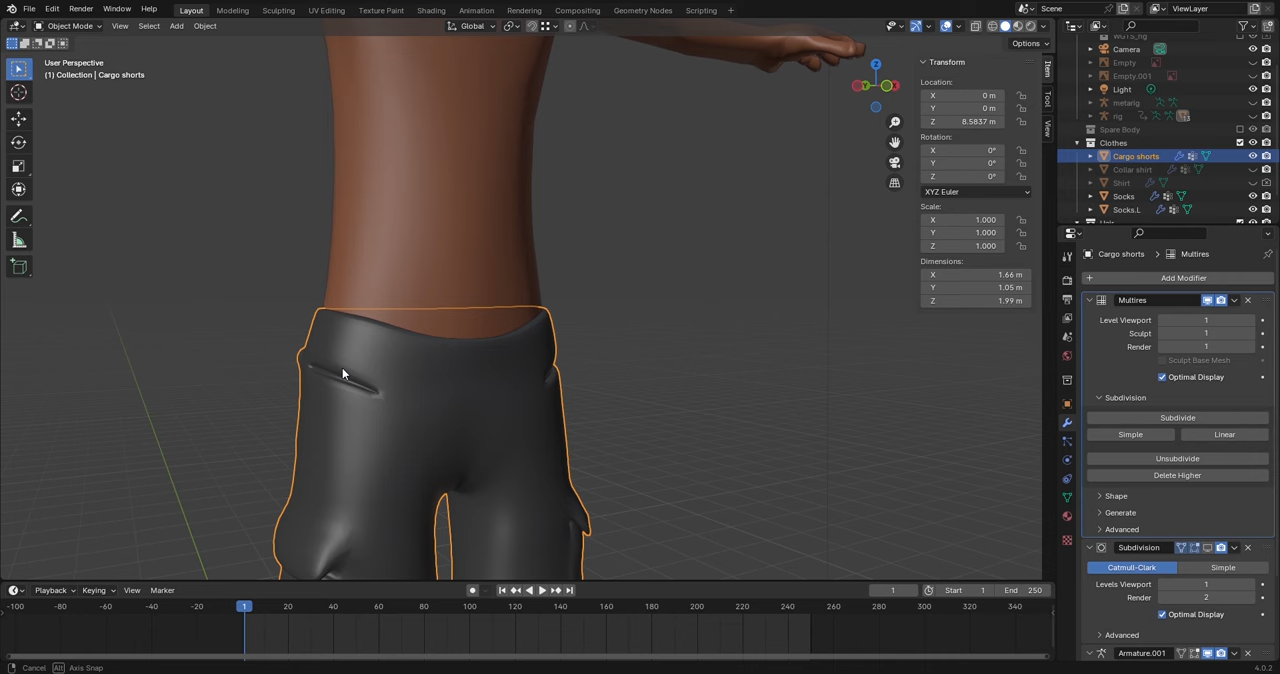 File Edit Render Window Help Layout Modeling Sculpting UV Editing Texture Paint Shading Animation Rendering Compositing Geometry Nodes Scripting + Scene ViewLayer
Object Mode View Select Add Object Global
Options
User Perspective
(1) Collection | Cargo shorts
Z
Y
X
Transform
Location:
X 0 m
Y 0 m
Z 8.5837 m
Rotation:
X 0°
Y 0°
Z 0°
XYZ Euler
Scale:
X 1.000
Y 1.000
Z 1.000
Dimensions:
X 1.66 m
Y 1.05 m
Z 1.99 m
Item
Tool
View
WGTS_rig
Camera
Empty
Empty.001
Light
metarig
rig
Spare Body
Clothes
Cargo shorts
Collar shirt
Shirt
Socks
Socks.L
Cargo shorts > Multires
+ Add Modifier
Multires
Level Viewport 1
Sculpt 1
Render 1
Sculpt Base Mesh
Optimal Display
Subdivision
Subdivide
Simple Linear
Unsubdivide
Delete Higher
Shape
Generate
Advanced
Subdivision
Catmull-Clark Simple
Levels Viewport 1
Render 2
Optimal Display
Advanced
Armature.001
Playback Keying View Marker 1 Start 1 End 250
-100 -80 -60 -40 -20 1 20 40 60 80 100 120 140 160 180 200 220 240 260 280 300 320 340
Cancel Alt Axis Snap 4.0.2